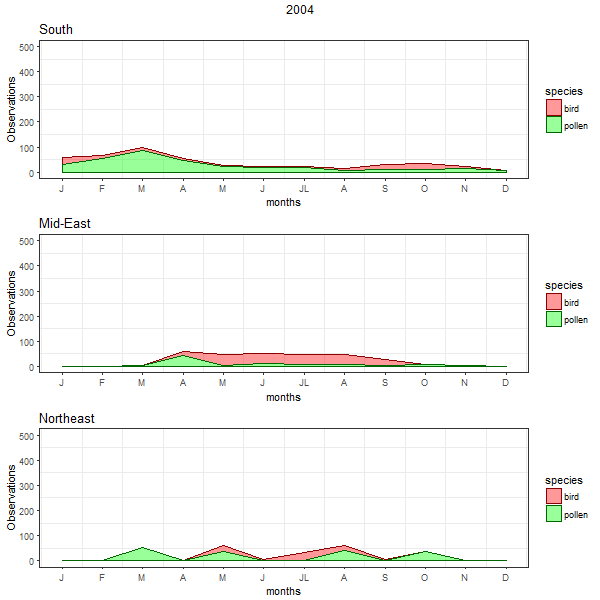 2004
South
500
400
300
200
100
0
Observations
J F M A M J JL A S O N D
months
species
bird
pollen
Mid-East
500
400
300
200
100
0
Observations
J F M A M J JL A S O N D
months
species
bird
pollen
Northeast
500
400
300
200
100
0
Observations
J F M A M J JL A S O N D
months
species
bird
pollen